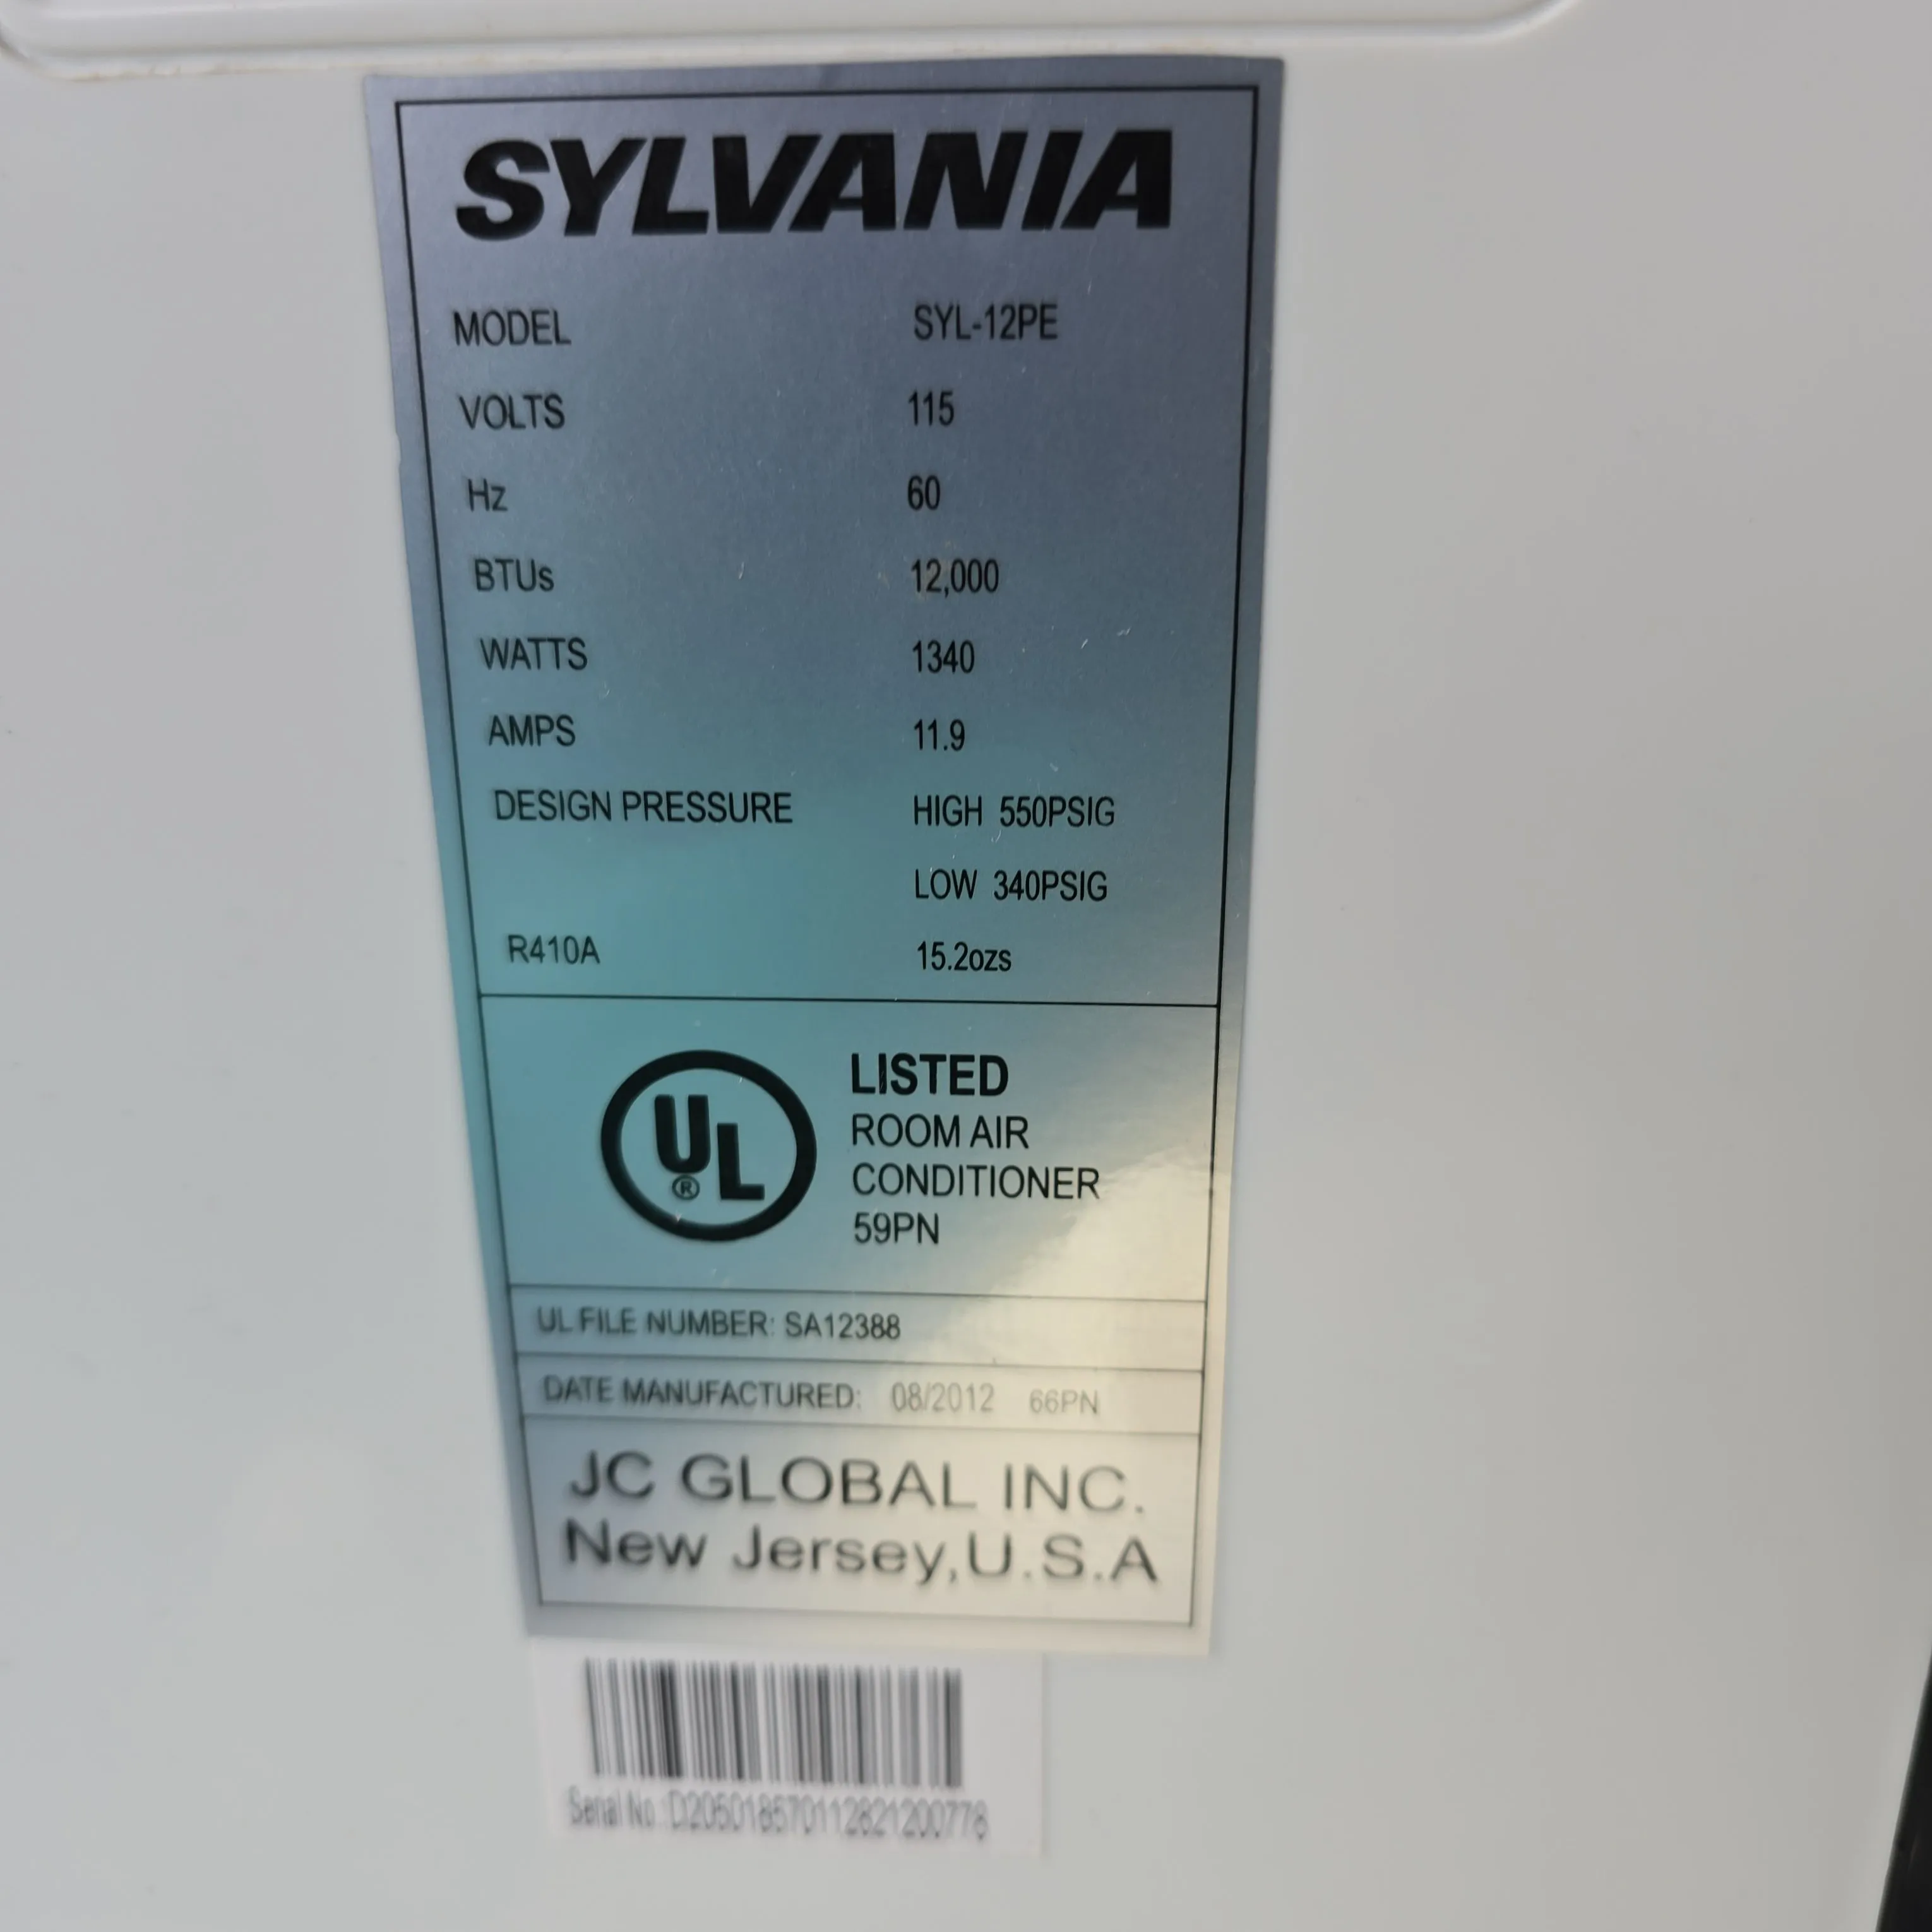 SYLVANIA
MODEL SYL-12PE
VOLTS 115
Hz 60
BTUs 12,000
WATTS 1340
AMPS 11.9
DESIGN PRESSURE HIGH 550PSIG
LOW 340PSIG
R410A 15.2ozs
UL ®
LISTED
ROOM AIR
CONDITIONER
59PN
UL FILE NUMBER: SA12388
DATE MANUFACTURED: 08/2012 66PN
JC GLOBAL INC.
New Jersey,U.S.A
Serial No.:D205018570112821200778